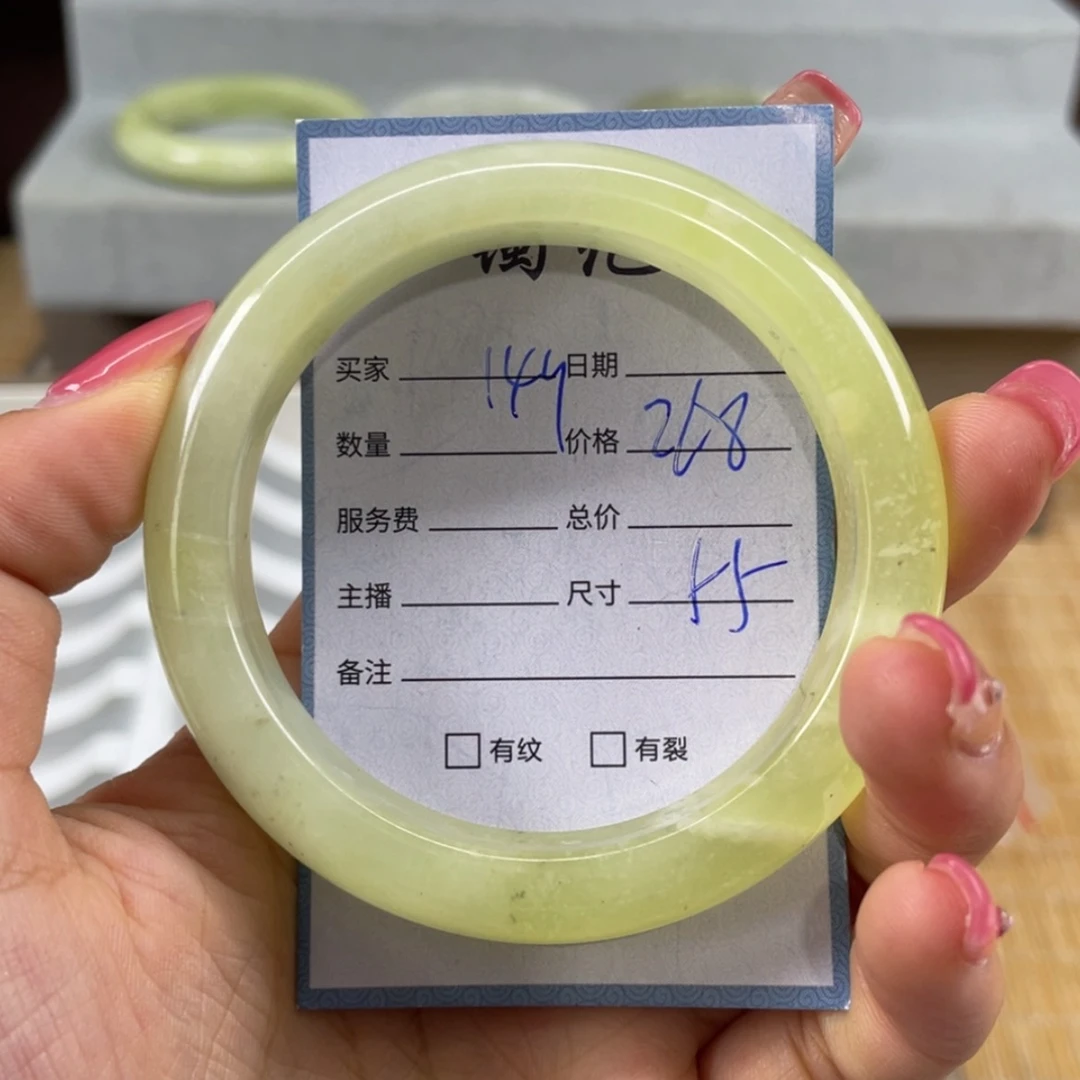 买家 144 日期
数量 价格 268
服务费 总价
主播 尺寸 55
备注
有纹 有裂